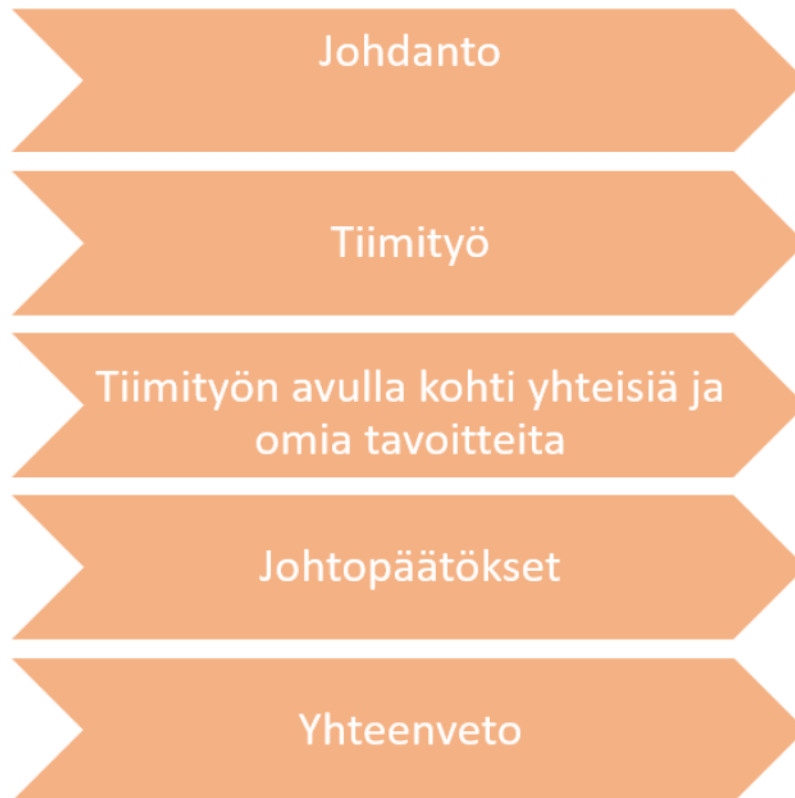 Johdanto
Tiimityö
Tiimityön avulla kohti yhteisiä ja
omia tavoitteita
Johtopäätökset
Yhteenveto